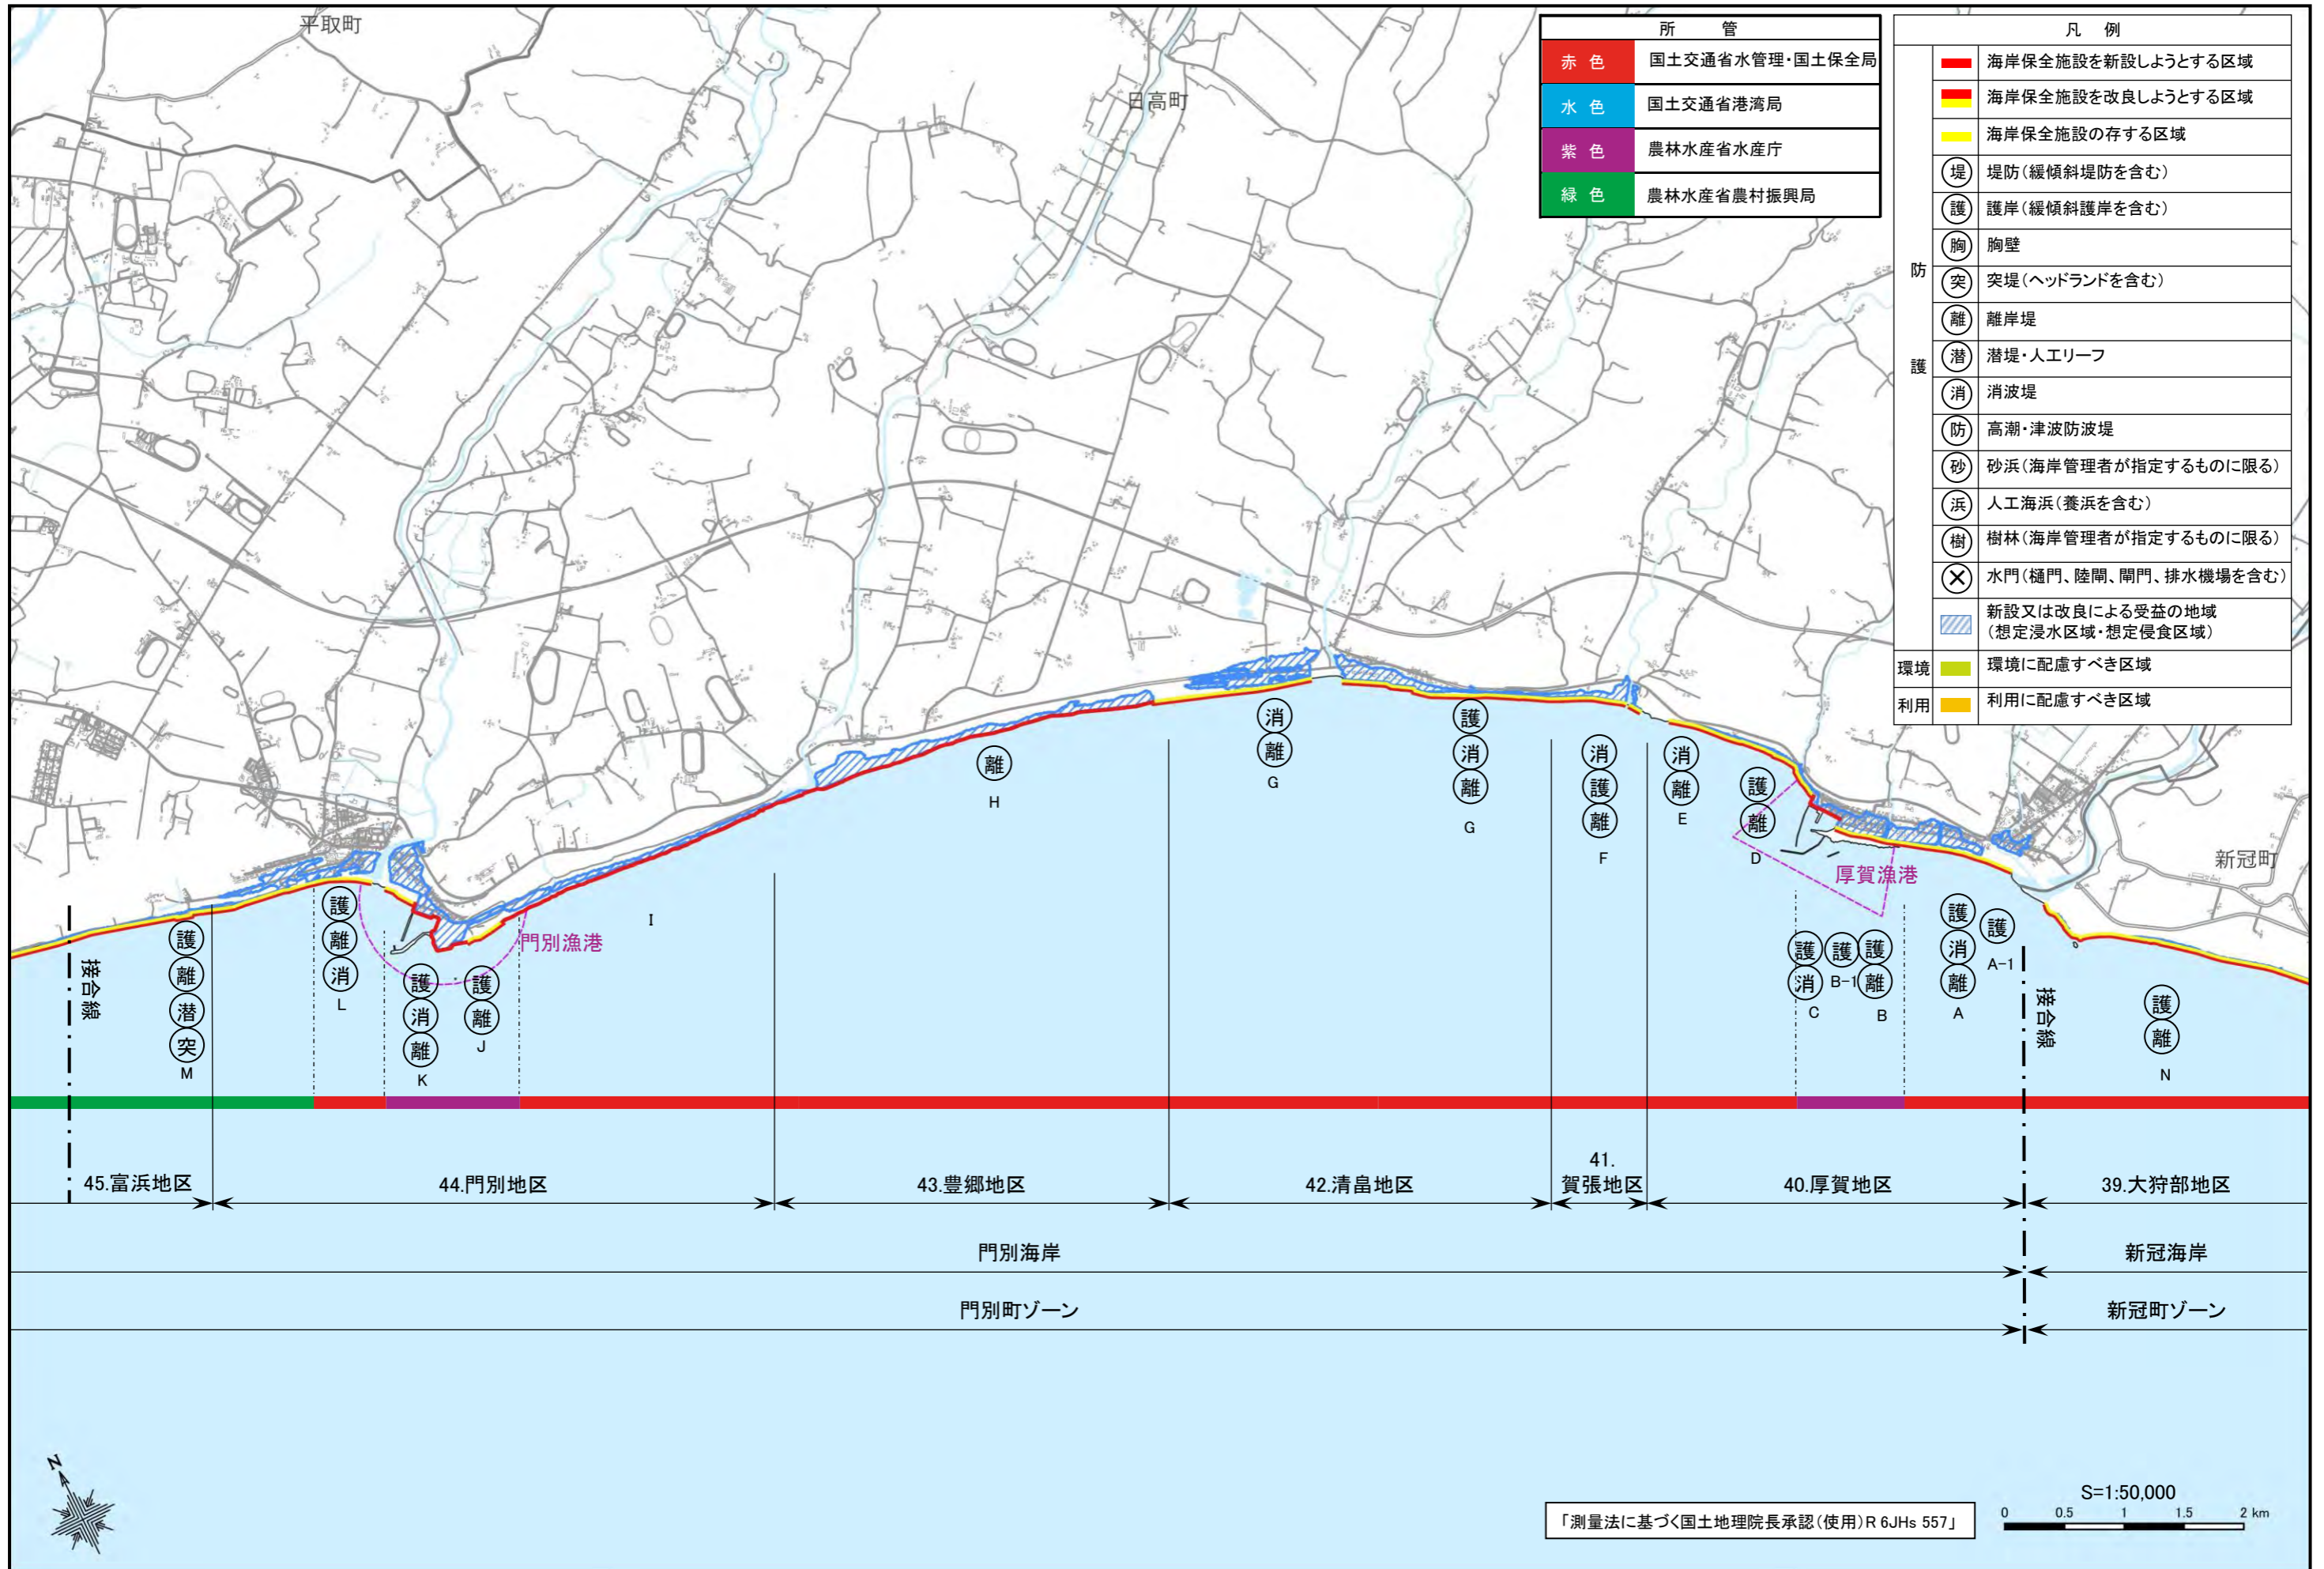 平取町
日高町
新冠町
所 管
赤 色 国土交通省水管理・国土保全局
水 色 国土交通省港湾局
紫 色 農林水産省水産庁
緑 色 農林水産省農村振興局
凡 例
防護
海岸保全施設を新設しようとする区域
海岸保全施設を改良しようとする区域
海岸保全施設の存する区域
堤 堤防(緩傾斜堤防を含む)
護 護岸(緩傾斜護岸を含む)
胸 胸壁
突 突堤(ヘッドランドを含む)
離 離岸堤
潜 潜堤・人工リーフ
消 消波堤
防 高潮・津波防波堤
砂 砂浜(海岸管理者が指定するものに限る)
浜 人工海浜(養浜を含む)
樹 樹林(海岸管理者が指定するものに限る)
水門(樋門、陸閘、閘門、排水機場を含む)
新設又は改良による受益の地域
(想定浸水区域・想定侵食区域)
環境 環境に配慮すべき区域
利用 利用に配慮すべき区域
接合線
護
離
潜
突
M
護
離
消
L
護
消
離
K
護
離
J
門別漁港
I
離
H
消
離
G
護
消
離
G
消
護
離
F
消
離
E
護
離
D
厚賀漁港
護
消
C
護
B-1
護
離
B
護
消
離
A
護
A-1
接合線
護
離
N
45.富浜地区
44.門別地区
43.豊郷地区
42.清畠地区
41.
賀張地区
40.厚賀地区
39.大狩部地区
門別海岸
新冠海岸
門別町ゾーン
新冠町ゾーン
N
「測量法に基づく国土地理院長承認(使用)R 6JHs 557」
S=1:50,000
0 0.5 1 1.5 2 km